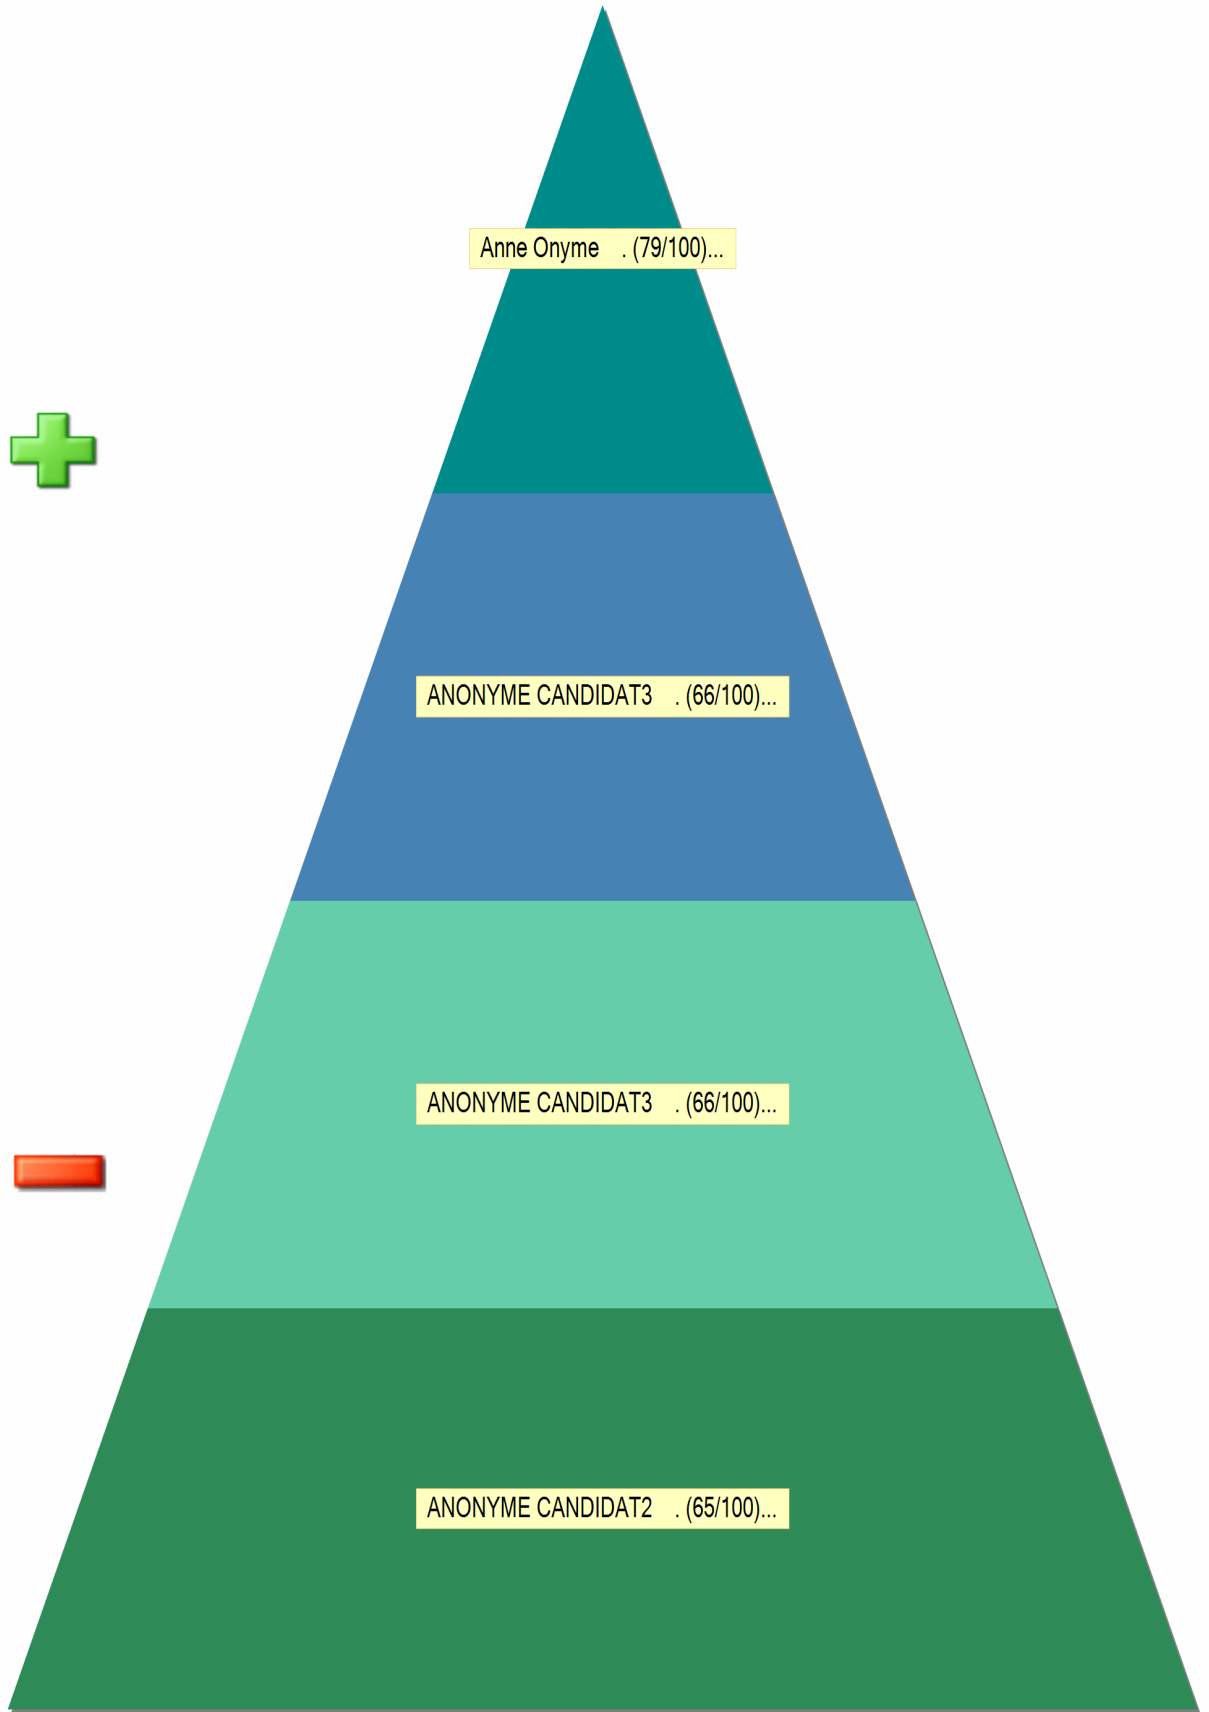 Anne Onyme . (79/100)...
ANONYME CANDIDAT3 . (66/100)...
ANONYME CANDIDAT3 . (66/100)...
ANONYME CANDIDAT2 . (65/100)...